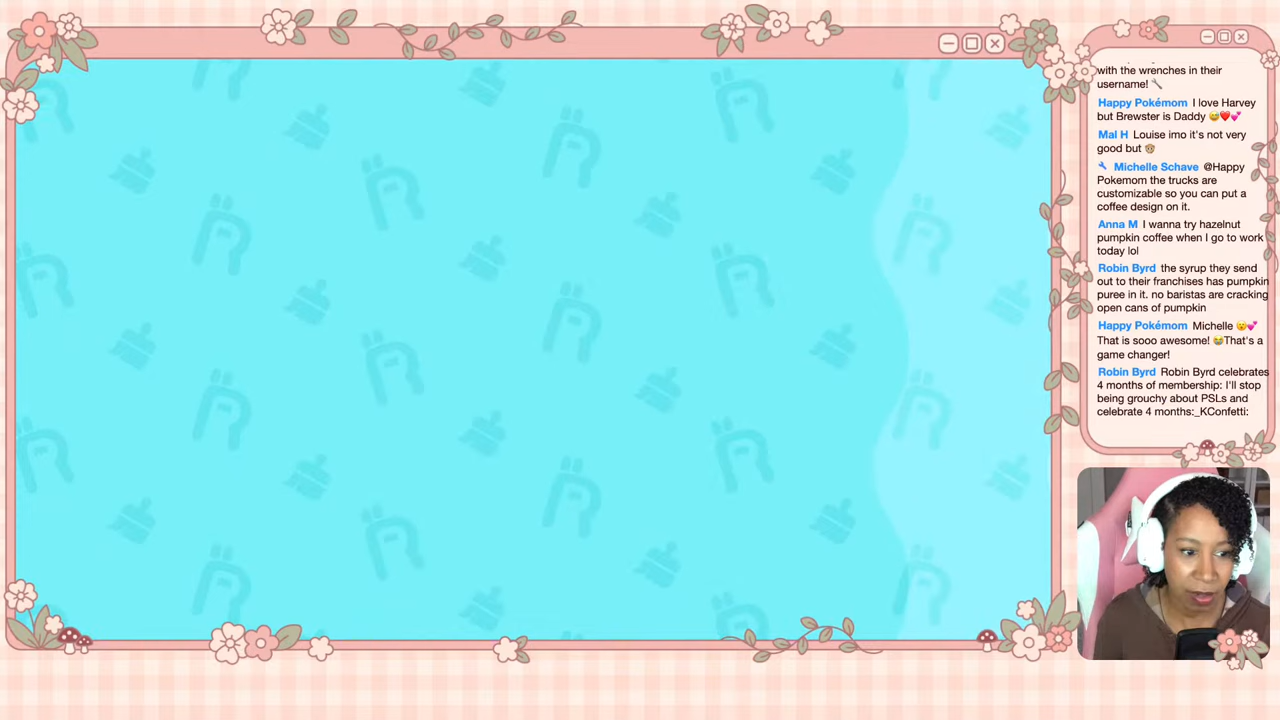 with the wrenches in their
username! 🔧
Happy Pokémom I love Harvey
but Brewster is Daddy 😅❤️💕
Mal H Louise imo it's not very
good but 🙊
Michelle Schave @Happy
Pokemom the trucks are
customizable so you can put a
coffee design on it.
Anna M I wanna try hazelnut
pumpkin coffee when I go to work
today lol
Robin Byrd the syrup they send
out to their franchises has pumpkin
puree in it. no baristas are cracking
open cans of pumpkin
Happy Pokémom Michelle 😮💕
That is sooo awesome! 😭That's a
game changer!
Robin Byrd Robin Byrd celebrates
4 months of membership: I'll stop
being grouchy about PSLs and
celebrate 4 months:_KConfetti: